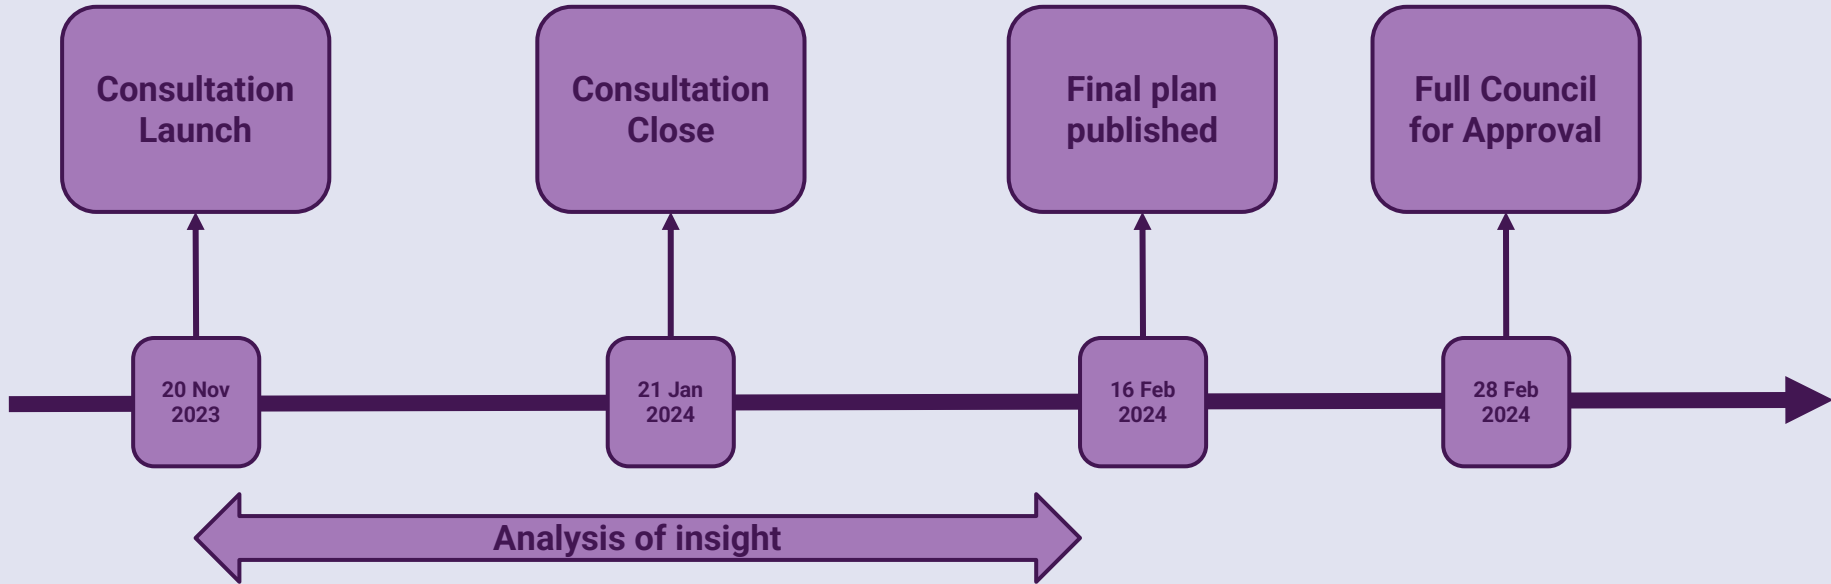 Consultation
Launch
Consultation
Close
Final plan
published
Full Council
for Approval
20 Nov
2023
21 Jan
2024
16 Feb
2024
28 Feb
2024
Analysis of insight